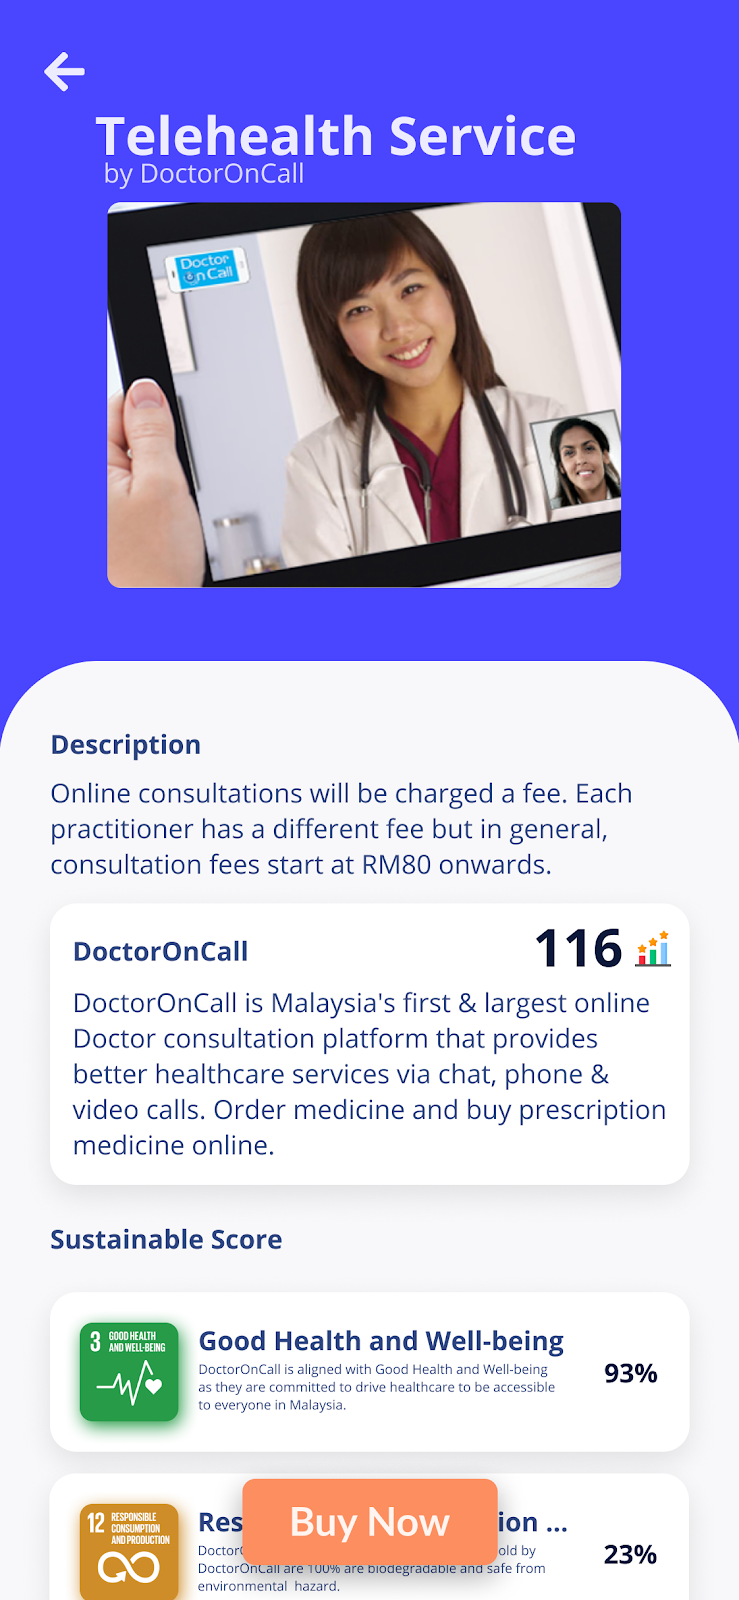 Telehealth Service
by DoctorOnCall
Doctor
On Call
Description
Online consultations will be charged a fee. Each
practitioner has a different fee but in general,
consultation fees start at RM80 onwards.
DoctorOnCall
116
DoctorOnCall is Malaysia's first & largest online
Doctor consultation platform that provides
better healthcare services via chat, phone &
video calls. Order medicine and buy prescription
medicine online.
Sustainable Score
3 GOOD HEALTH
AND WELL-BEING
Good Health and Well-being
DoctorOnCall is aligned with Good Health and Well-being
as they are committed to drive healthcare to be accessible
to everyone in Malaysia.
93%
12 RESPONSIBLE
CONSUMPTION
AND PRODUCTION
Res
ion ...
Buy Now
old by
DoctorOnCall are 100% are biodegradable and safe from
environmental hazard.
23%